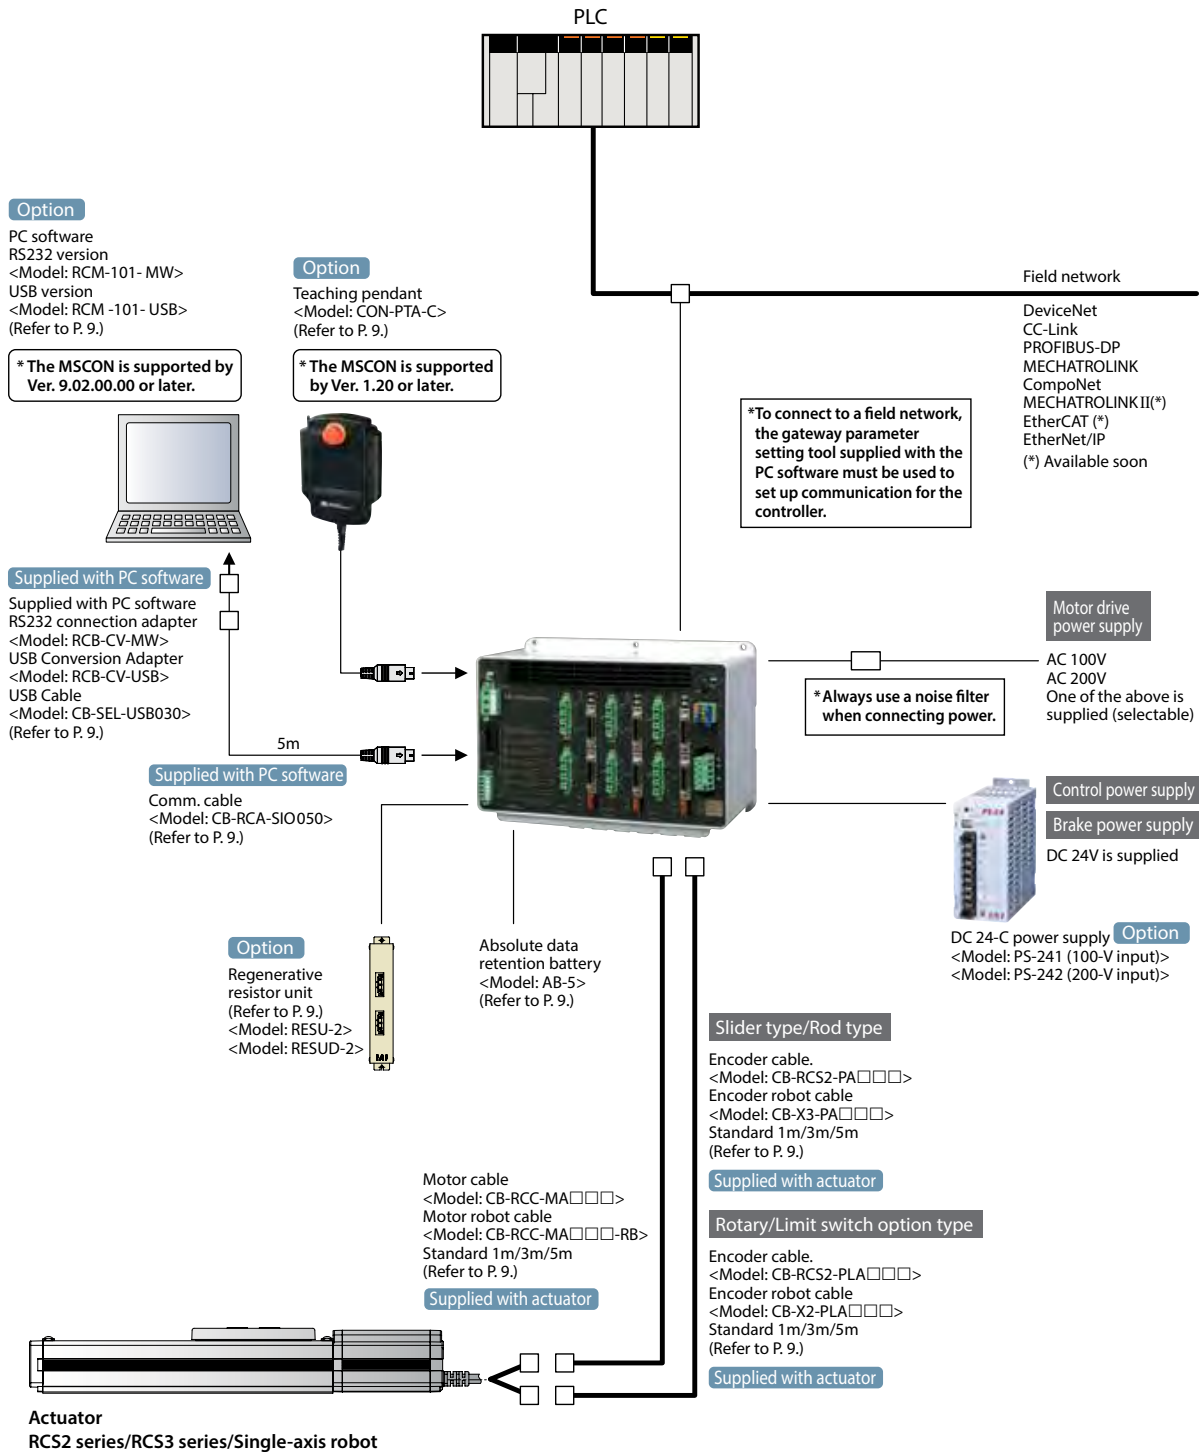 PLC
Option
PC software
RS232 version
<Model: RCM-101- MW>
USB version
<Model: RCM -101- USB>
(Refer to P. 9.)
* The MSCON is supported by
Ver. 9.02.00.00 or later.
Option
Teaching pendant
<Model: CON-PTA-C>
(Refer to P. 9.)
* The MSCON is supported
by Ver. 1.20 or later.
Field network
DeviceNet
CC-Link
PROFIBUS-DP
MECHATROLINK
CompoNet
MECHATROLINK II(*)
EtherCAT (*)
EtherNet/IP
(*) Available soon
*To connect to a field network,
the gateway parameter
setting tool supplied with the
PC software must be used to
set up communication for the
controller.
Supplied with PC software
Supplied with PC software
RS232 connection adapter
<Model: RCB-CV-MW>
USB Conversion Adapter
<Model: RCB-CV-USB>
USB Cable
<Model: CB-SEL-USB030>
(Refer to P. 9.)
5m
Supplied with PC software
Comm. cable
<Model: CB-RCA-SIO050>
(Refer to P. 9.)
Motor drive
power supply
AC 100V
AC 200V
One of the above is
supplied (selectable)
*Always use a noise filter
when connecting power.
Control power supply
Brake power supply
DC 24V is supplied
PS-24
DC 24-C power supply Option
<Model: PS-241 (100-V input)>
<Model: PS-242 (200-V input)>
Option
Regenerative
resistor unit
(Refer to P. 9.)
<Model: RESU-2>
<Model: RESUD-2>
Absolute data
retention battery
<Model: AB-5>
(Refer to P. 9.)
Slider type/Rod type
Encoder cable.
<Model: CB-RCS2-PA□□□>
Encoder robot cable
<Model: CB-X3-PA□□□>
Standard 1m/3m/5m
(Refer to P. 9.)
Supplied with actuator
Motor cable
<Model: CB-RCC-MA□□□>
Motor robot cable
<Model: CB-RCC-MA□□□-RB>
Standard 1m/3m/5m
(Refer to P. 9.)
Supplied with actuator
Rotary/Limit switch option type
Encoder cable.
<Model: CB-RCS2-PLA□□□>
Encoder robot cable
<Model: CB-X2-PLA□□□>
Standard 1m/3m/5m
(Refer to P. 9.)
Supplied with actuator
Actuator
RCS2 series/RCS3 series/Single-axis robot